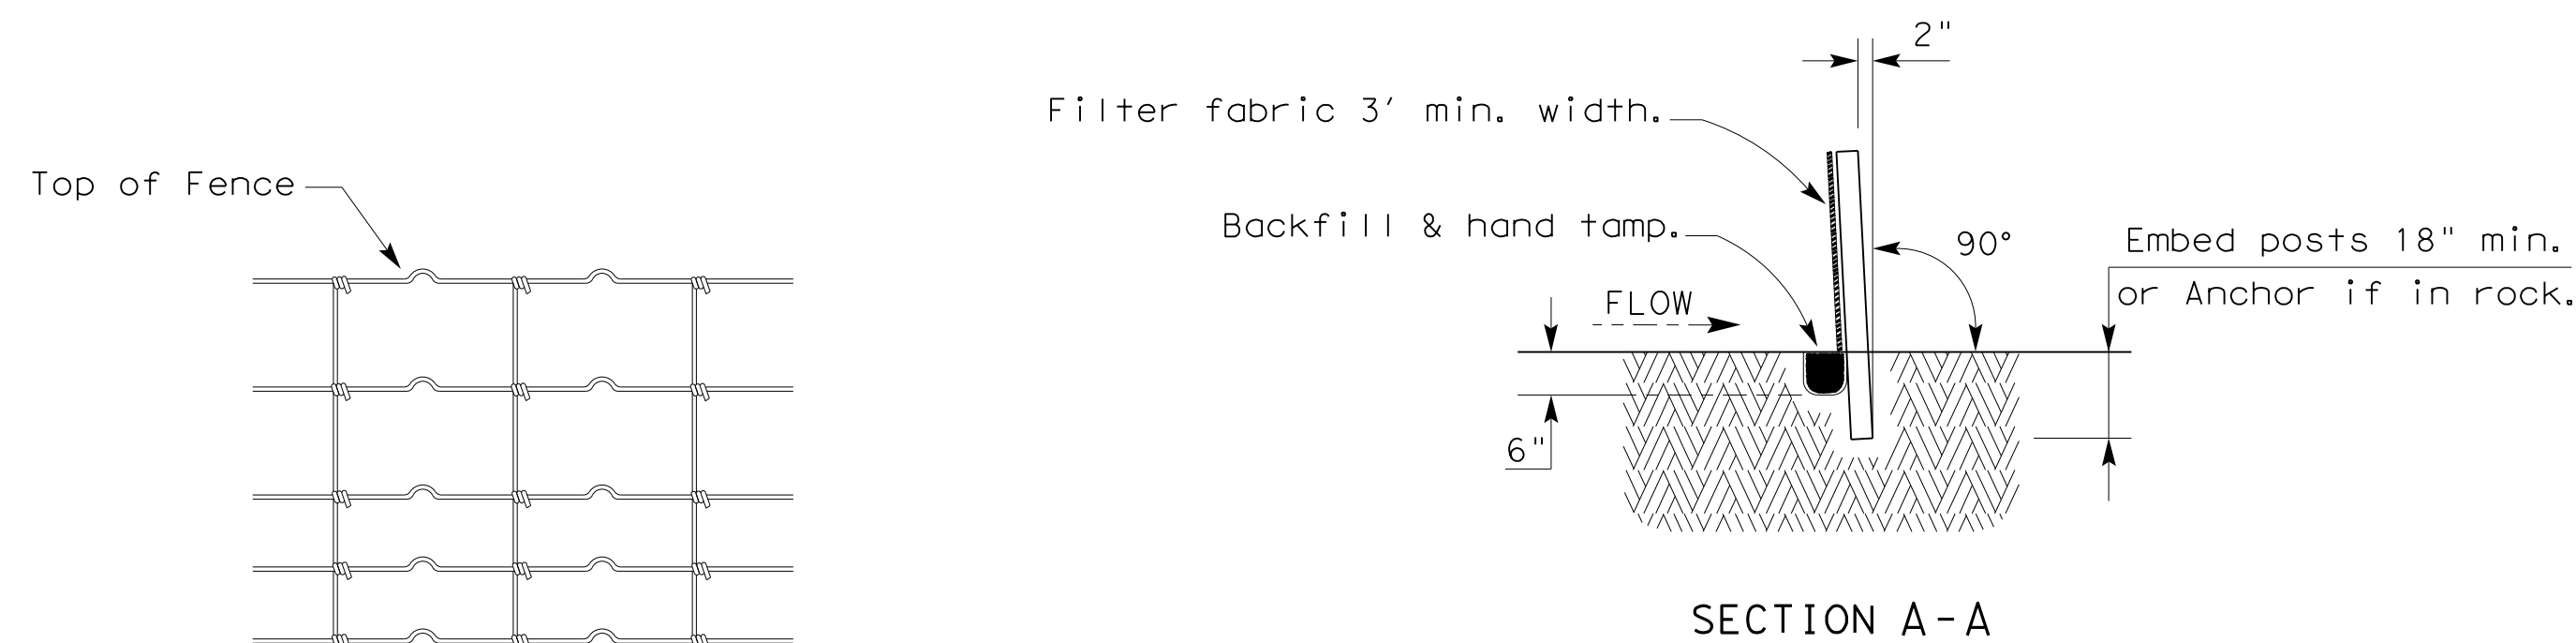 Top of Fence
2"
Filter fabric 3' min. width.
Backfill & hand tamp.
FLOW
90°
Embed posts 18" min.
or Anchor if in rock.
6"
SECTION A-A